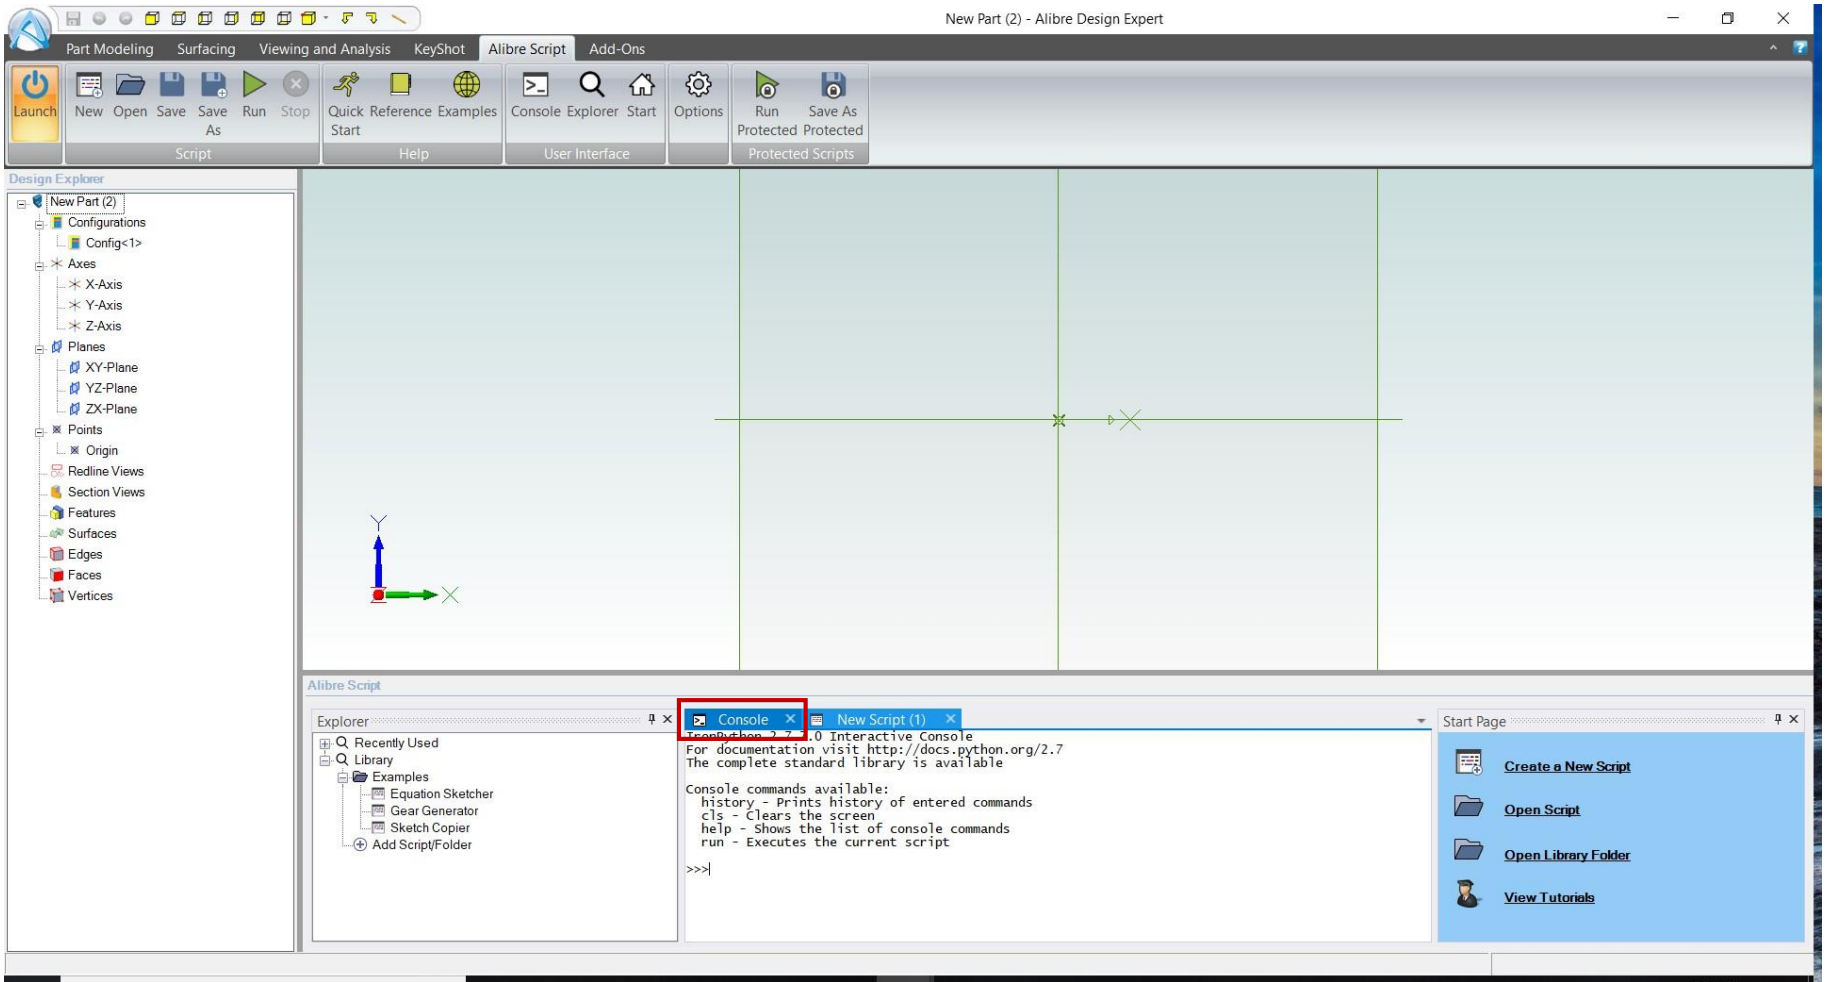 New Part (2) - Alibre Design Expert
Part Modeling Surfacing Viewing and Analysis KeyShot Alibre Script Add-Ons
Launch New Open Save Save As Run Stop Quick Start Reference Examples Console Explorer Start Options Run Protected Save As Protected
Script Help User Interface Protected Scripts
Design Explorer
New Part (2)
Configurations
Config<1>
Axes
X-Axis
Y-Axis
Z-Axis
Planes
XY-Plane
YZ-Plane
ZX-Plane
Points
Origin
Redline Views
Section Views
Features
Surfaces
Edges
Faces
Vertices
Y
X
Alibre Script
Explorer
Recently Used
Library
Examples
Equation Sketcher
Gear Generator
Sketch Copier
Add Script/Folder
Console New Script (1)
IronPython 2.7.7.0 Interactive Console
For documentation visit http://docs.python.org/2.7
The complete standard library is available
Console commands available:
history - Prints history of entered commands
cls - Clears the screen
help - Shows the list of console commands
run - Executes the current script
>>>
Start Page
Create a New Script
Open Script
Open Library Folder
View Tutorials